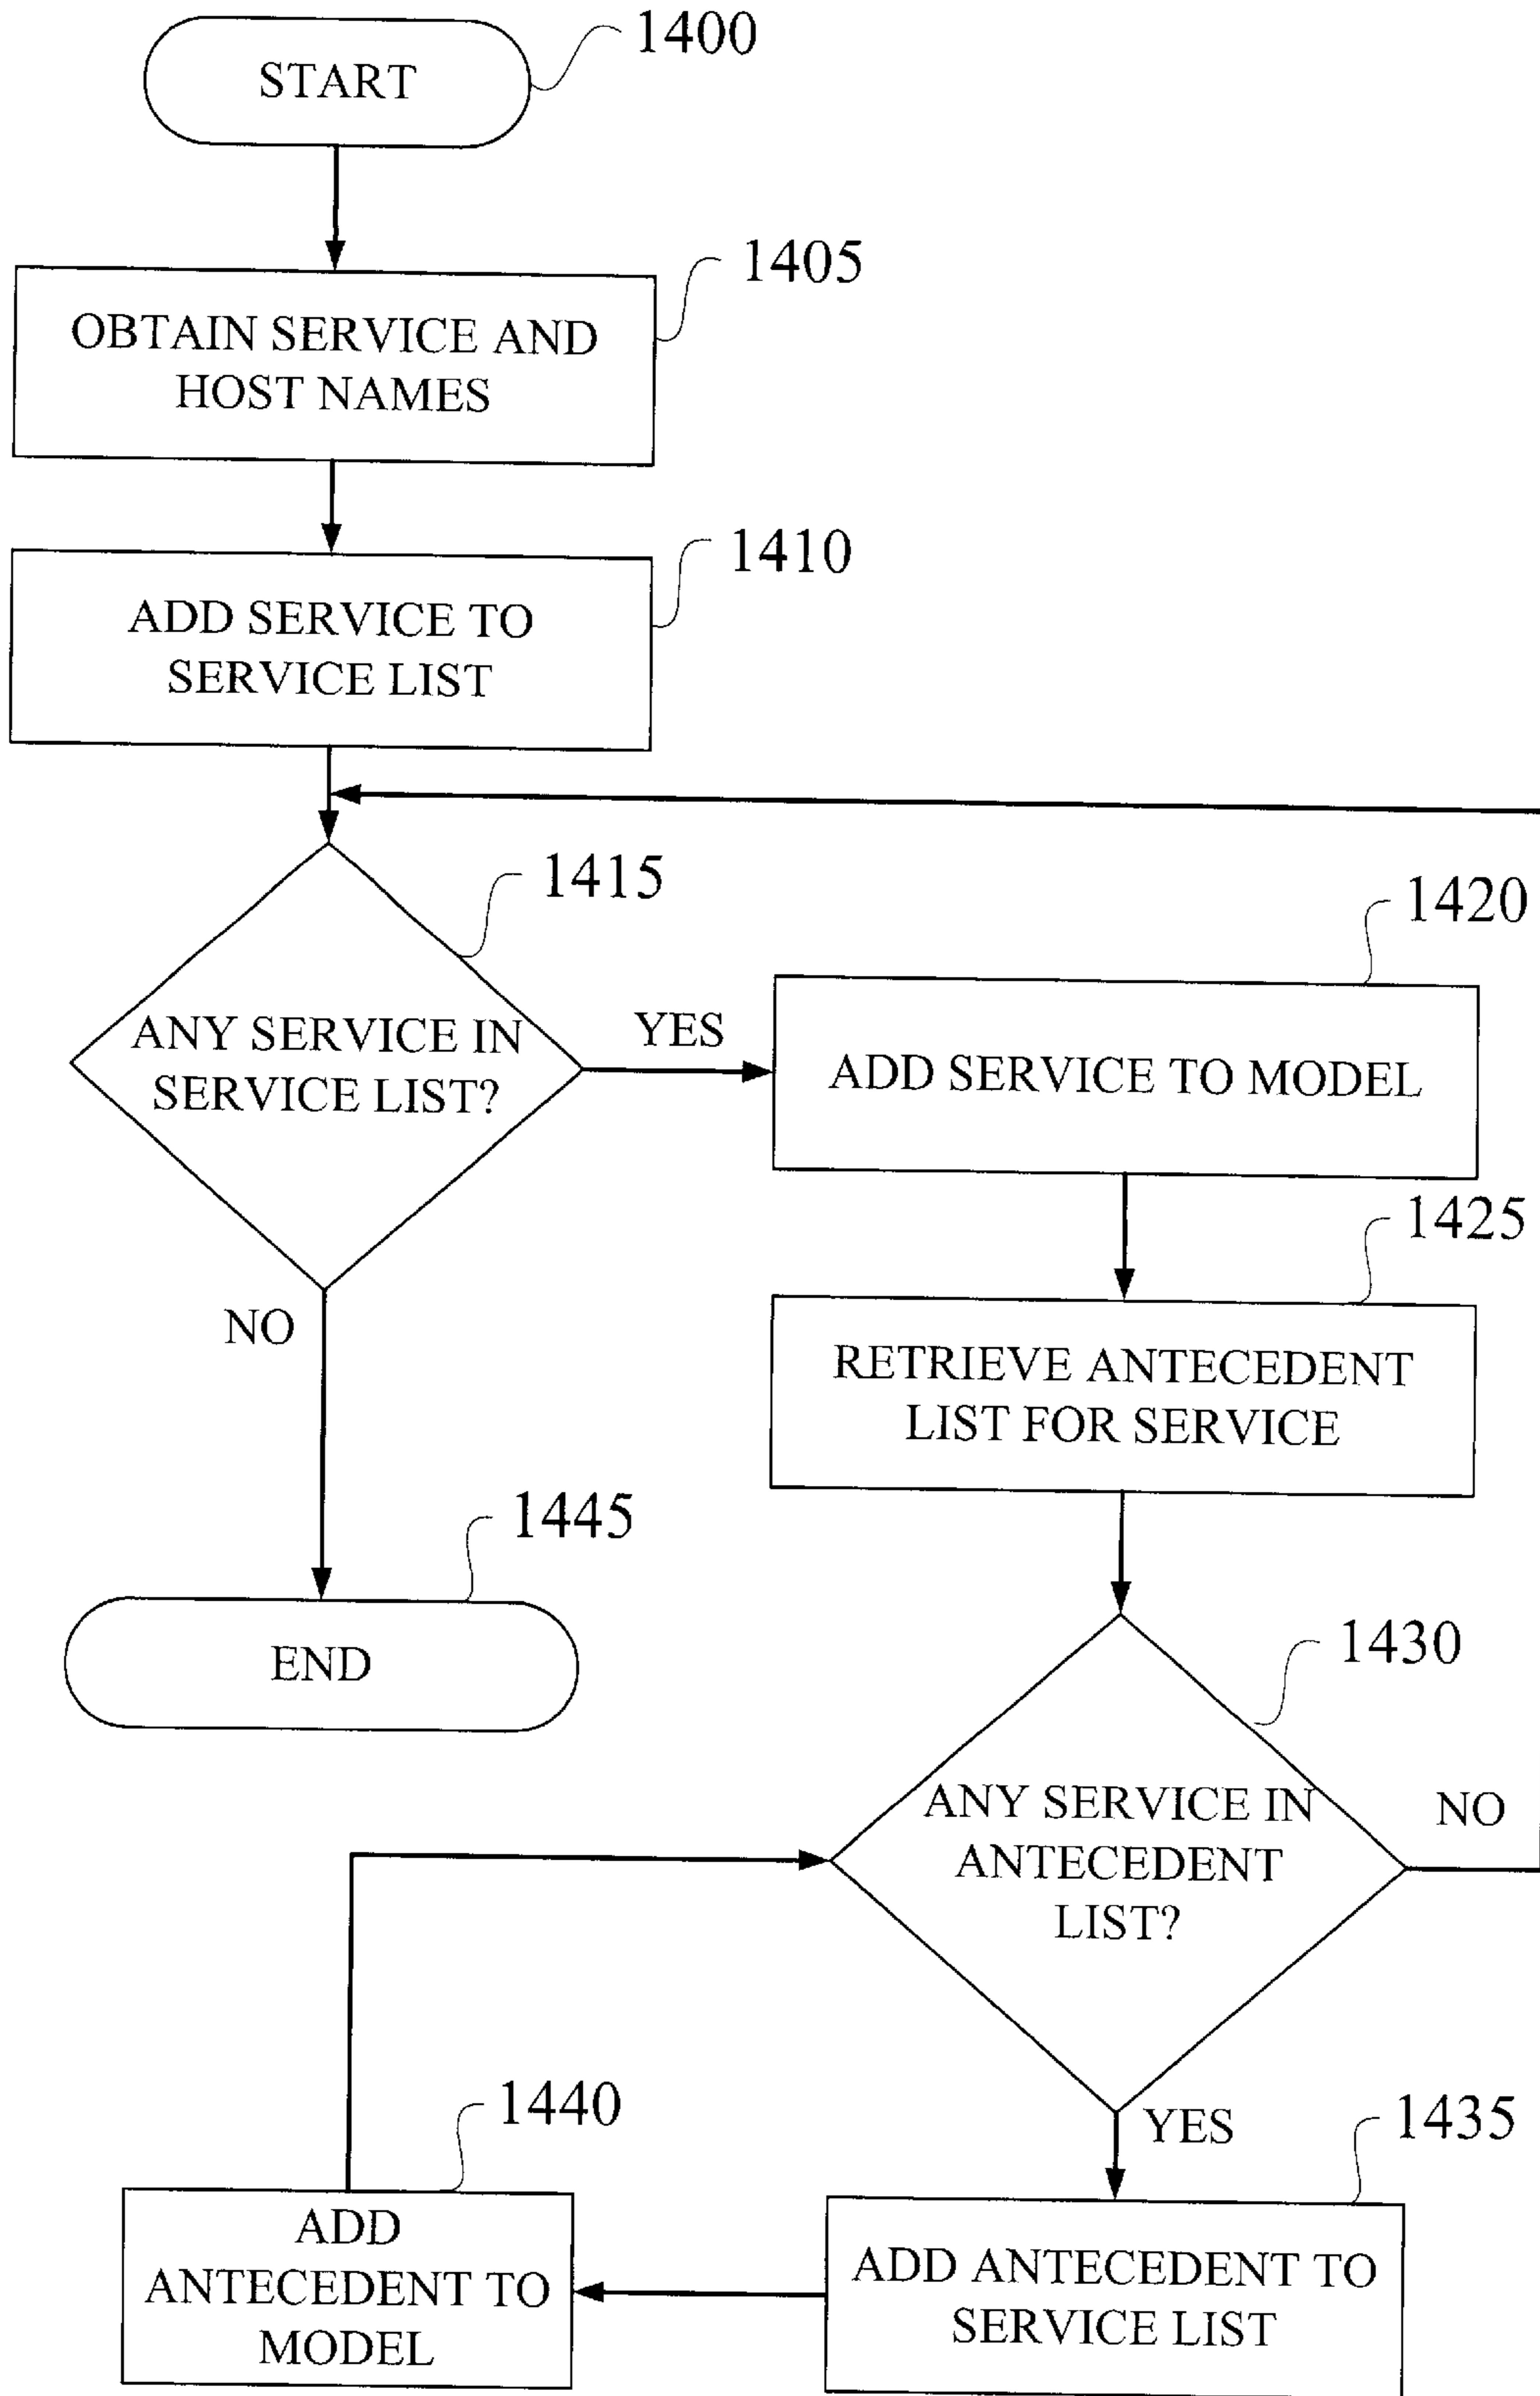 START
1400
1405
OBTAIN SERVICE AND
HOST NAMES
1410
ADD SERVICE TO
SERVICE LIST
1415
ANY SERVICE IN
SERVICE LIST?
YES
1420
ADD SERVICE TO MODEL
1425
RETRIEVE ANTECEDENT
LIST FOR SERVICE
NO
1445
END
1430
ANY SERVICE IN
ANTECEDENT
LIST?
NO
YES
1435
ADD ANTECEDENT TO
SERVICE LIST
1440
ADD
ANTECEDENT TO
MODEL